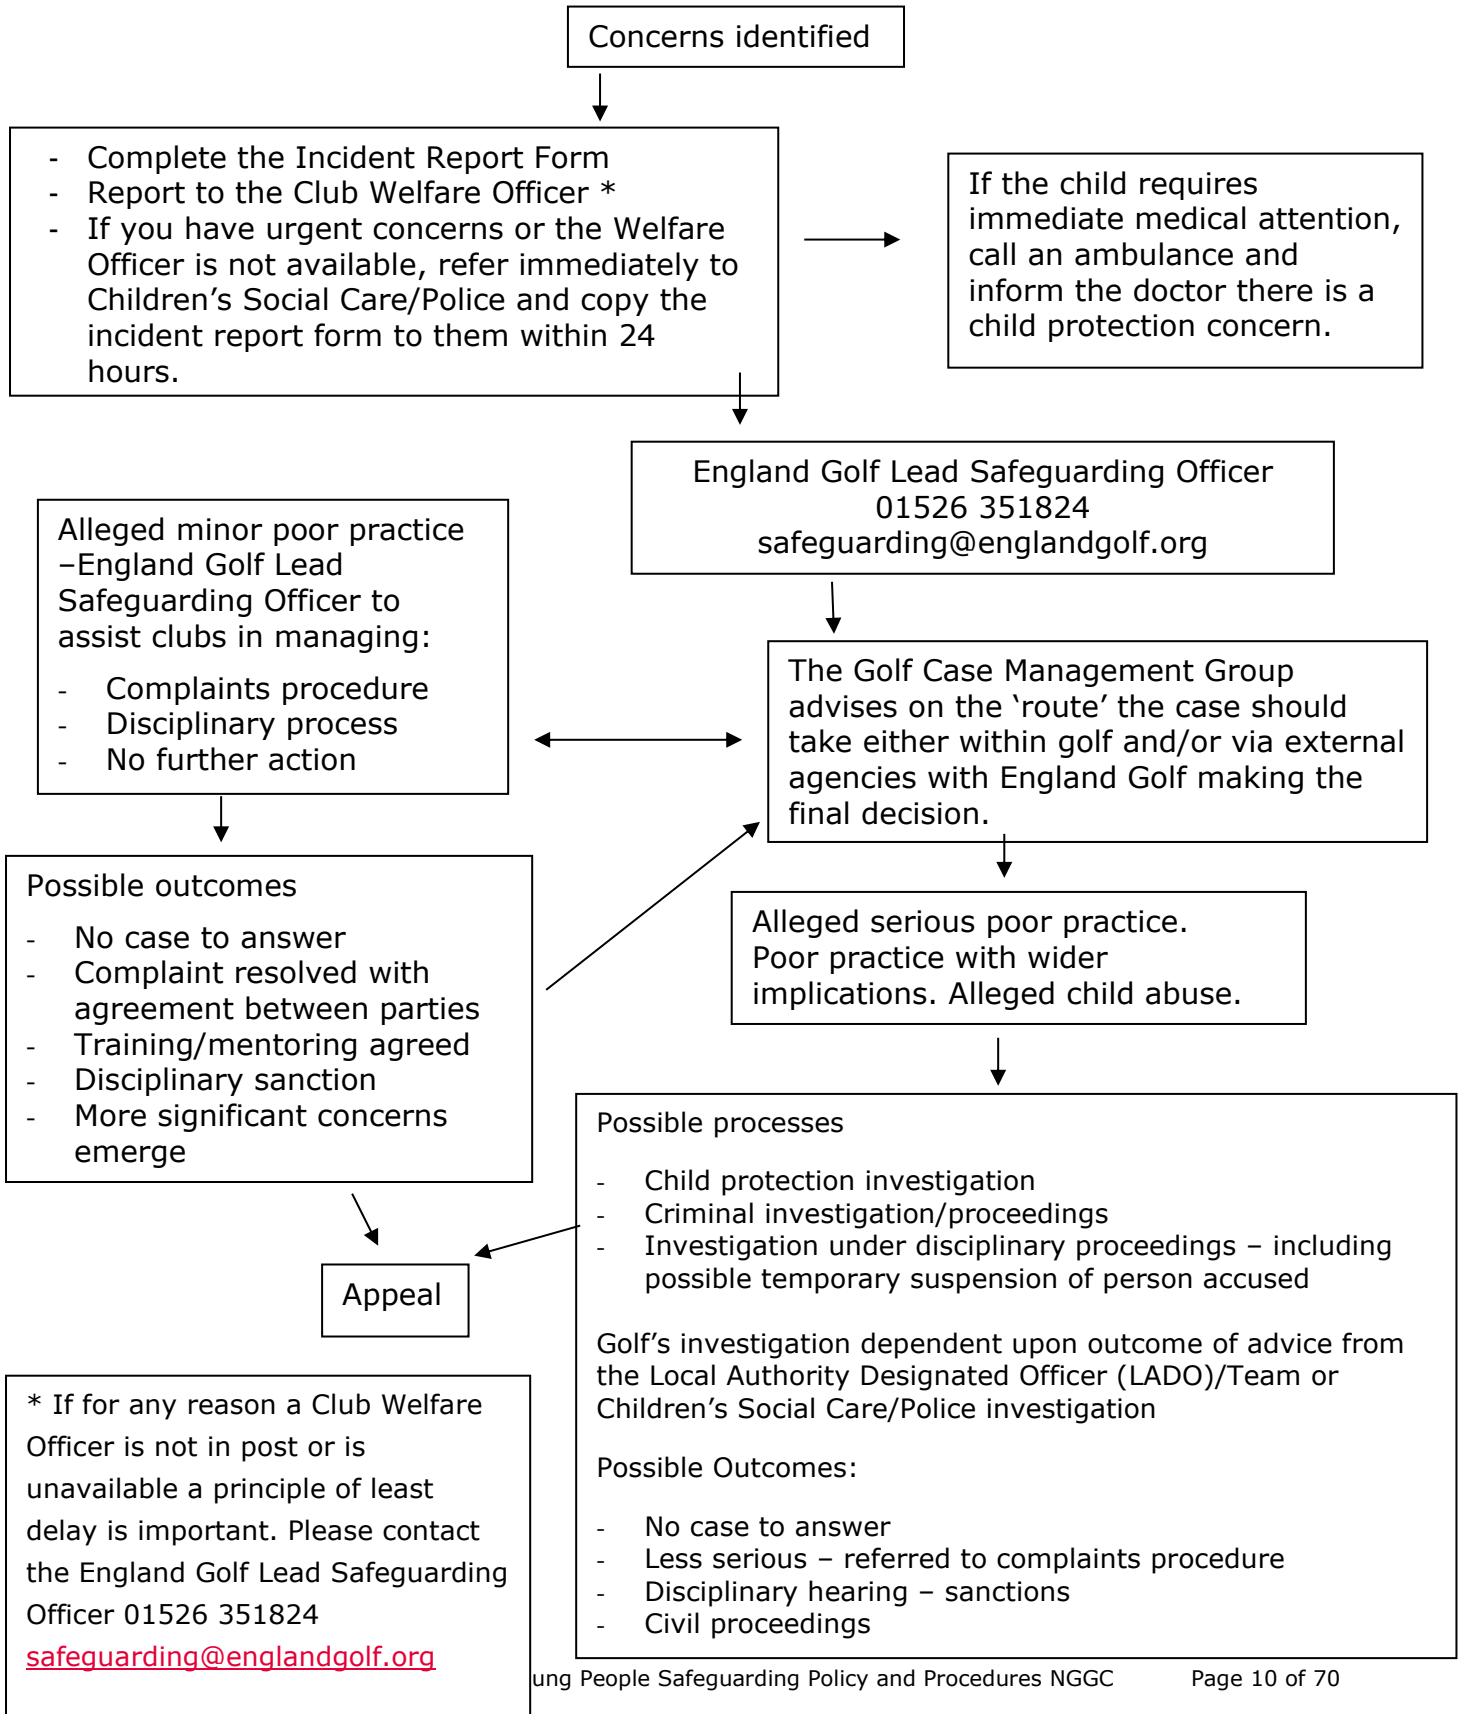 Concerns identified
- Complete the Incident Report Form
- Report to the Club Welfare Officer *
- If you have urgent concerns or the Welfare
Officer is not available, refer immediately to
Children’s Social Care/Police and copy the
incident report form to them within 24
hours.
If the child requires
immediate medical attention,
call an ambulance and
inform the doctor there is a
child protection concern.
England Golf Lead Safeguarding Officer
01526 351824
safeguarding@englandgolf.org
Alleged minor poor practice
–England Golf Lead
Safeguarding Officer to
assist clubs in managing:
- Complaints procedure
- Disciplinary process
- No further action
The Golf Case Management Group
advises on the ‘route’ the case should
take either within golf and/or via external
agencies with England Golf making the
final decision.
Possible outcomes
- No case to answer
- Complaint resolved with
agreement between parties
- Training/mentoring agreed
- Disciplinary sanction
- More significant concerns
emerge
Alleged serious poor practice.
Poor practice with wider
implications. Alleged child abuse.
Possible processes
- Child protection investigation
- Criminal investigation/proceedings
- Investigation under disciplinary proceedings – including
possible temporary suspension of person accused
Golf’s investigation dependent upon outcome of advice from
the Local Authority Designated Officer (LADO)/Team or
Children’s Social Care/Police investigation
Possible Outcomes:
- No case to answer
- Less serious – referred to complaints procedure
- Disciplinary hearing – sanctions
- Civil proceedings
Appeal
* If for any reason a Club Welfare
Officer is not in post or is
unavailable a principle of least
delay is important. Please contact
the England Golf Lead Safeguarding
Officer 01526 351824
safeguarding@englandgolf.org
ung People Safeguarding Policy and Procedures NGGC Page 10 of 70